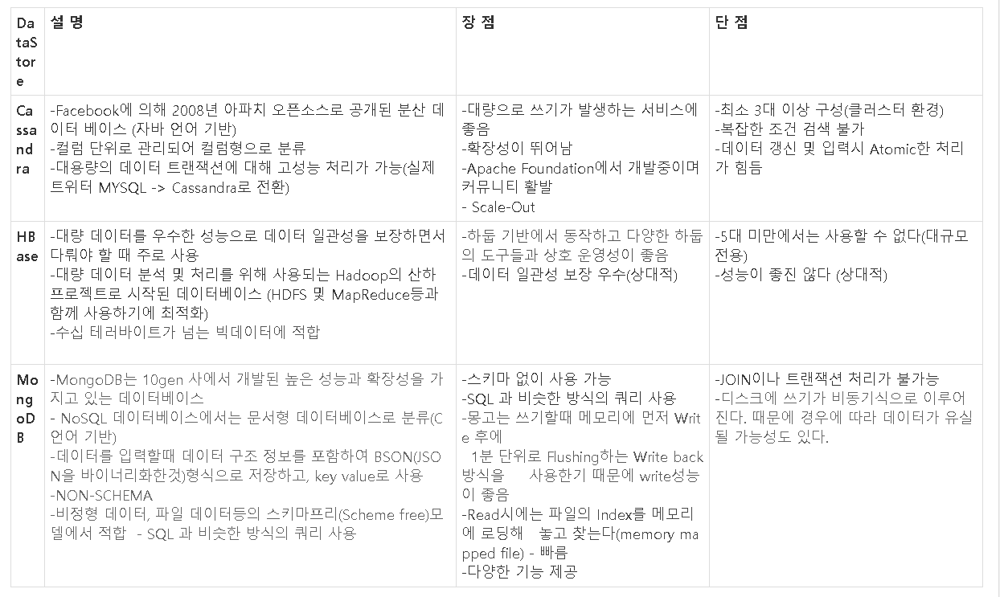 DataStore
설 명
장 점
단 점
Cassandra
-Facebook에 의해 2008년 아파치 오픈소스로 공개된 분산 데
이터 베이스 (자바 언어 기반)
-컬럼 단위로 관리되어 컬럼형으로 분류
-대용량의 데이터 트랜잭션에 대해 고성능 처리가 가능(실제
트위터 MYSQL -> Cassandra로 전환)
-대량으로 쓰기가 발생하는 서비스에
좋음
-확장성이 뛰어남
-Apache Foundation에서 개발중이며
커뮤니티 활발
- Scale-Out
-최소 3대 이상 구성(클러스터 환경)
-복잡한 조건 검색 불가
-데이터 갱신 및 입력시 Atomic한 처리
가 힘듬
HBase
-대량 데이터를 우수한 성능으로 데이터 일관성을 보장하면서
다뤄야 할 때 주로 사용
-대량 데이터 분석 및 처리를 위해 사용되는 Hadoop의 산하
프로젝트로 시작된 데이터베이스 (HDFS 및 MapReduce등과
함께 사용하기에 최적화)
-수십 테러바이트가 넘는 빅데이터에 적합
-하둡 기반에서 동작하고 다양한 하둡
의 도구들과 상호 운영성이 좋음
-데이터 일관성 보장 우수(상대적)
-5대 미만에서는 사용할 수 없다(대규모
전용)
-성능이 좋진 않다 (상대적)
MongoDB
-MongoDB는 10gen 사에서 개발된 높은 성능과 확장성을 가
지고 있는 데이터베이스
- NoSQL 데이터베이스에서는 문서형 데이터베이스로 분류(C
언어 기반)
-데이터를 입력할때 데이터 구조 정보를 포함하여 BSON(JSO
N을 바이너리화한것)형식으로 저장하고, key value로 사용
-NON-SCHEMA
-비정형 데이터, 파일 데이터등의 스키마프리(Scheme free)모
델에서 적합 - SQL 과 비슷한 방식의 쿼리 사용
-스키마 없이 사용 가능
-SQL 과 비슷한 방식의 쿼리 사용
-몽고는 쓰기할때 메모리에 먼저 Writ
e 후에
1분 단위로 Flushing하는 Write back
방식을 사용한기 때문에 write성능
이 좋음
-Read시에는 파일의 Index를 메모리
에 로딩해 놓고 찾는다(memory ma
pped file) - 빠름
-다양한 기능 제공
-JOIN이나 트랜잭션 처리가 불가능
-디스크에 쓰기가 비동기식으로 이루어
진다. 때문에 경우에 따라 데이터가 유실
될 가능성도 있다.